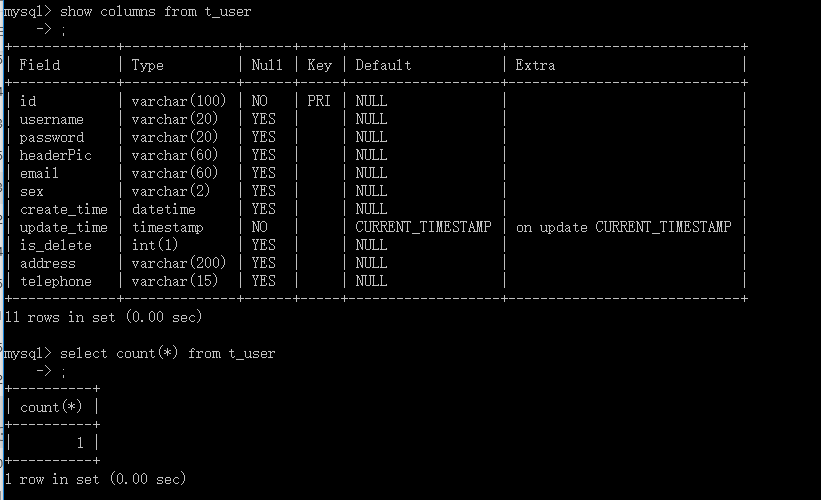 mysql> show columns from t_user
    -> ;
+-------------+--------------+------+-----+-------------------+-----------------------------+
| Field       | Type         | Null | Key | Default           | Extra                       |
+-------------+--------------+------+-----+-------------------+-----------------------------+
| id          | varchar(100) | NO   | PRI | NULL              |                             |
| username    | varchar(20)  | YES  |     | NULL              |                             |
| password    | varchar(20)  | YES  |     | NULL              |                             |
| headerPic   | varchar(60)  | YES  |     | NULL              |                             |
| email       | varchar(60)  | YES  |     | NULL              |                             |
| sex         | varchar(2)   | YES  |     | NULL              |                             |
| create_time | datetime     | YES  |     | NULL              |                             |
| update_time | timestamp    | NO   |     | CURRENT_TIMESTAMP | on update CURRENT_TIMESTAMP |
| is_delete   | int(1)       | YES  |     | NULL              |                             |
| address     | varchar(200) | YES  |     | NULL              |                             |
| telephone   | varchar(15)  | YES  |     | NULL              |                             |
+-------------+--------------+------+-----+-------------------+-----------------------------+
11 rows in set (0.00 sec)
mysql> select count(*) from t_user
    -> ;
+----------+
| count(*) |
+----------+
|        1 |
+----------+
1 row in set (0.00 sec)